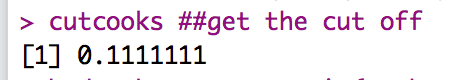 > cutcooks ##get the cut off
[1] 0.1111111